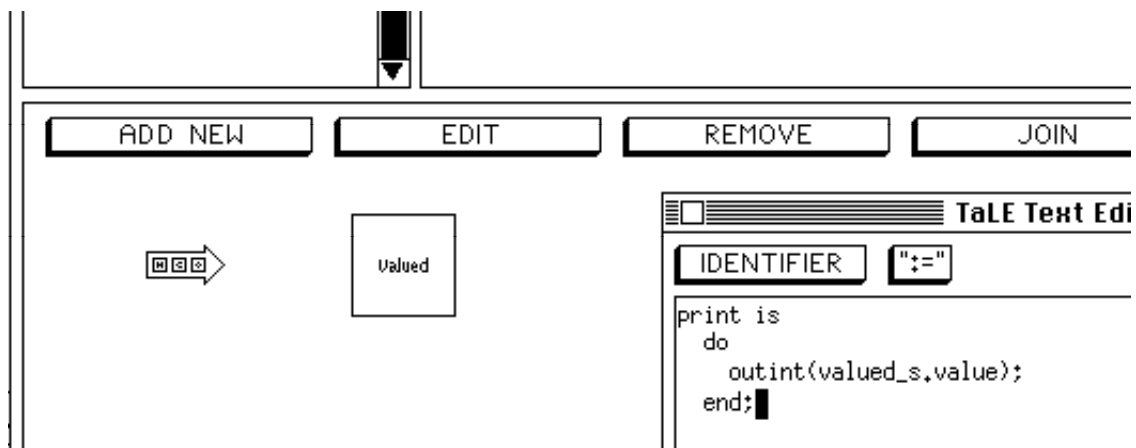 ADD NEW EDIT REMOVE JOIN
TaLE Text Edi
IDENTIFIER ":="
Valued
print is
do
outint(valued_s.value);
end;